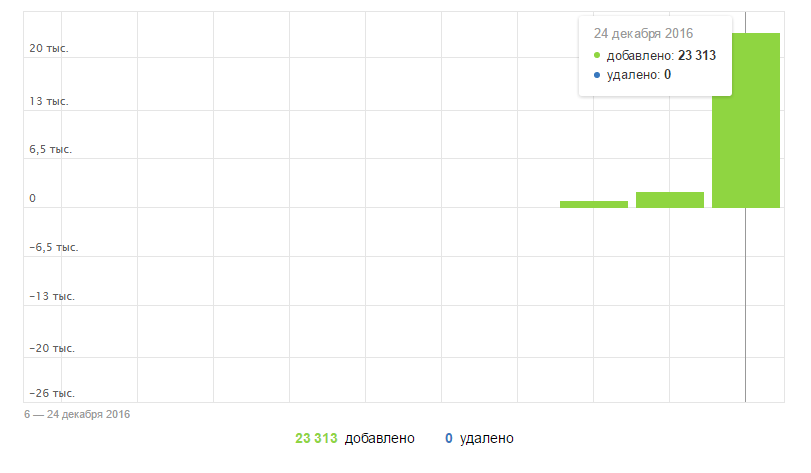 24 декабря 2016
добавлено: 23 313
удалено: 0
20 тыс.
13 тыс.
6,5 тыс.
0
−6,5 тыс.
−13 тыс.
−20 тыс.
−26 тыс.
6 — 24 декабря 2016
23 313 добавлено 0 удалено